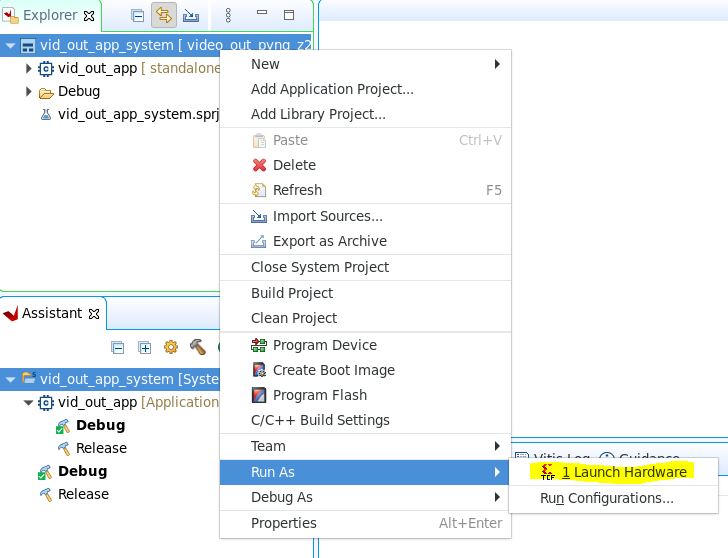 Explorer
vid_out_app_system [ video_out_pynq_z2
vid_out_app [ standalone
Debug
vid_out_app_system.sprj
New
Add Application Project...
Add Library Project...
Paste Ctrl+V
Delete
Refresh F5
Import Sources...
Export as Archive
Close System Project
Build Project
Clean Project
Program Device
Create Boot Image
Program Flash
C/C++ Build Settings
Team
Run As
Debug As
Properties Alt+Enter
Assistant
vid_out_app_system [Syste
vid_out_app [Application
Debug
Release
Debug
Release
Vitis Log Guidance
1 Launch Hardware
Run Configurations...